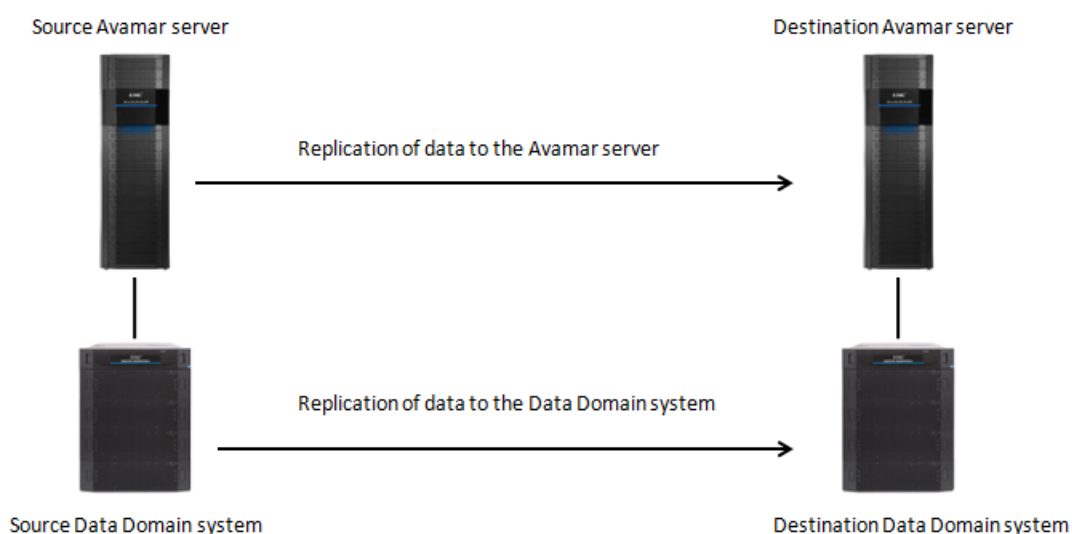 Source Avamar server
Destination Avamar server
Replication of data to the Avamar server
Replication of data to the Data Domain system
Source Data Domain system
Destination Data Domain system